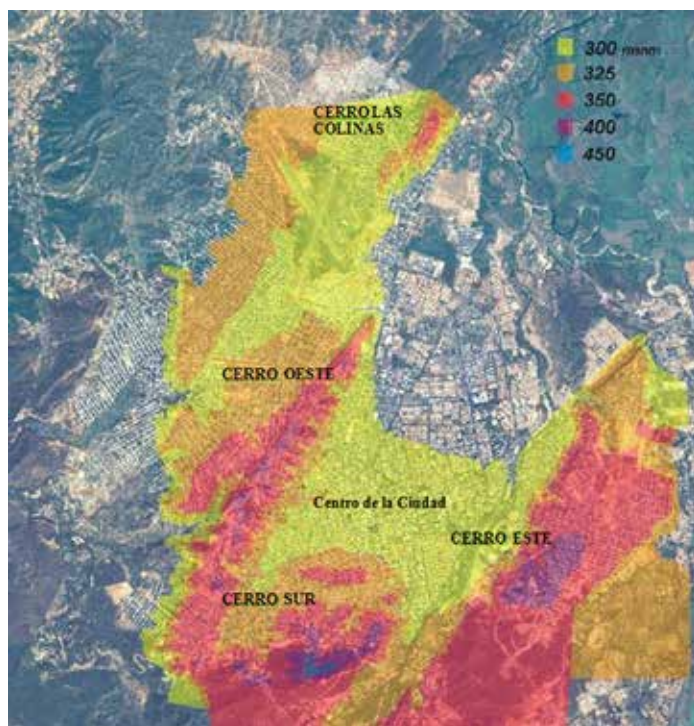 300 msnm
325
350
400
450
CERRO LAS
COLINAS
CERRO OESTE
Centro de la Ciudad
CERRO ESTE
CERRO SUR